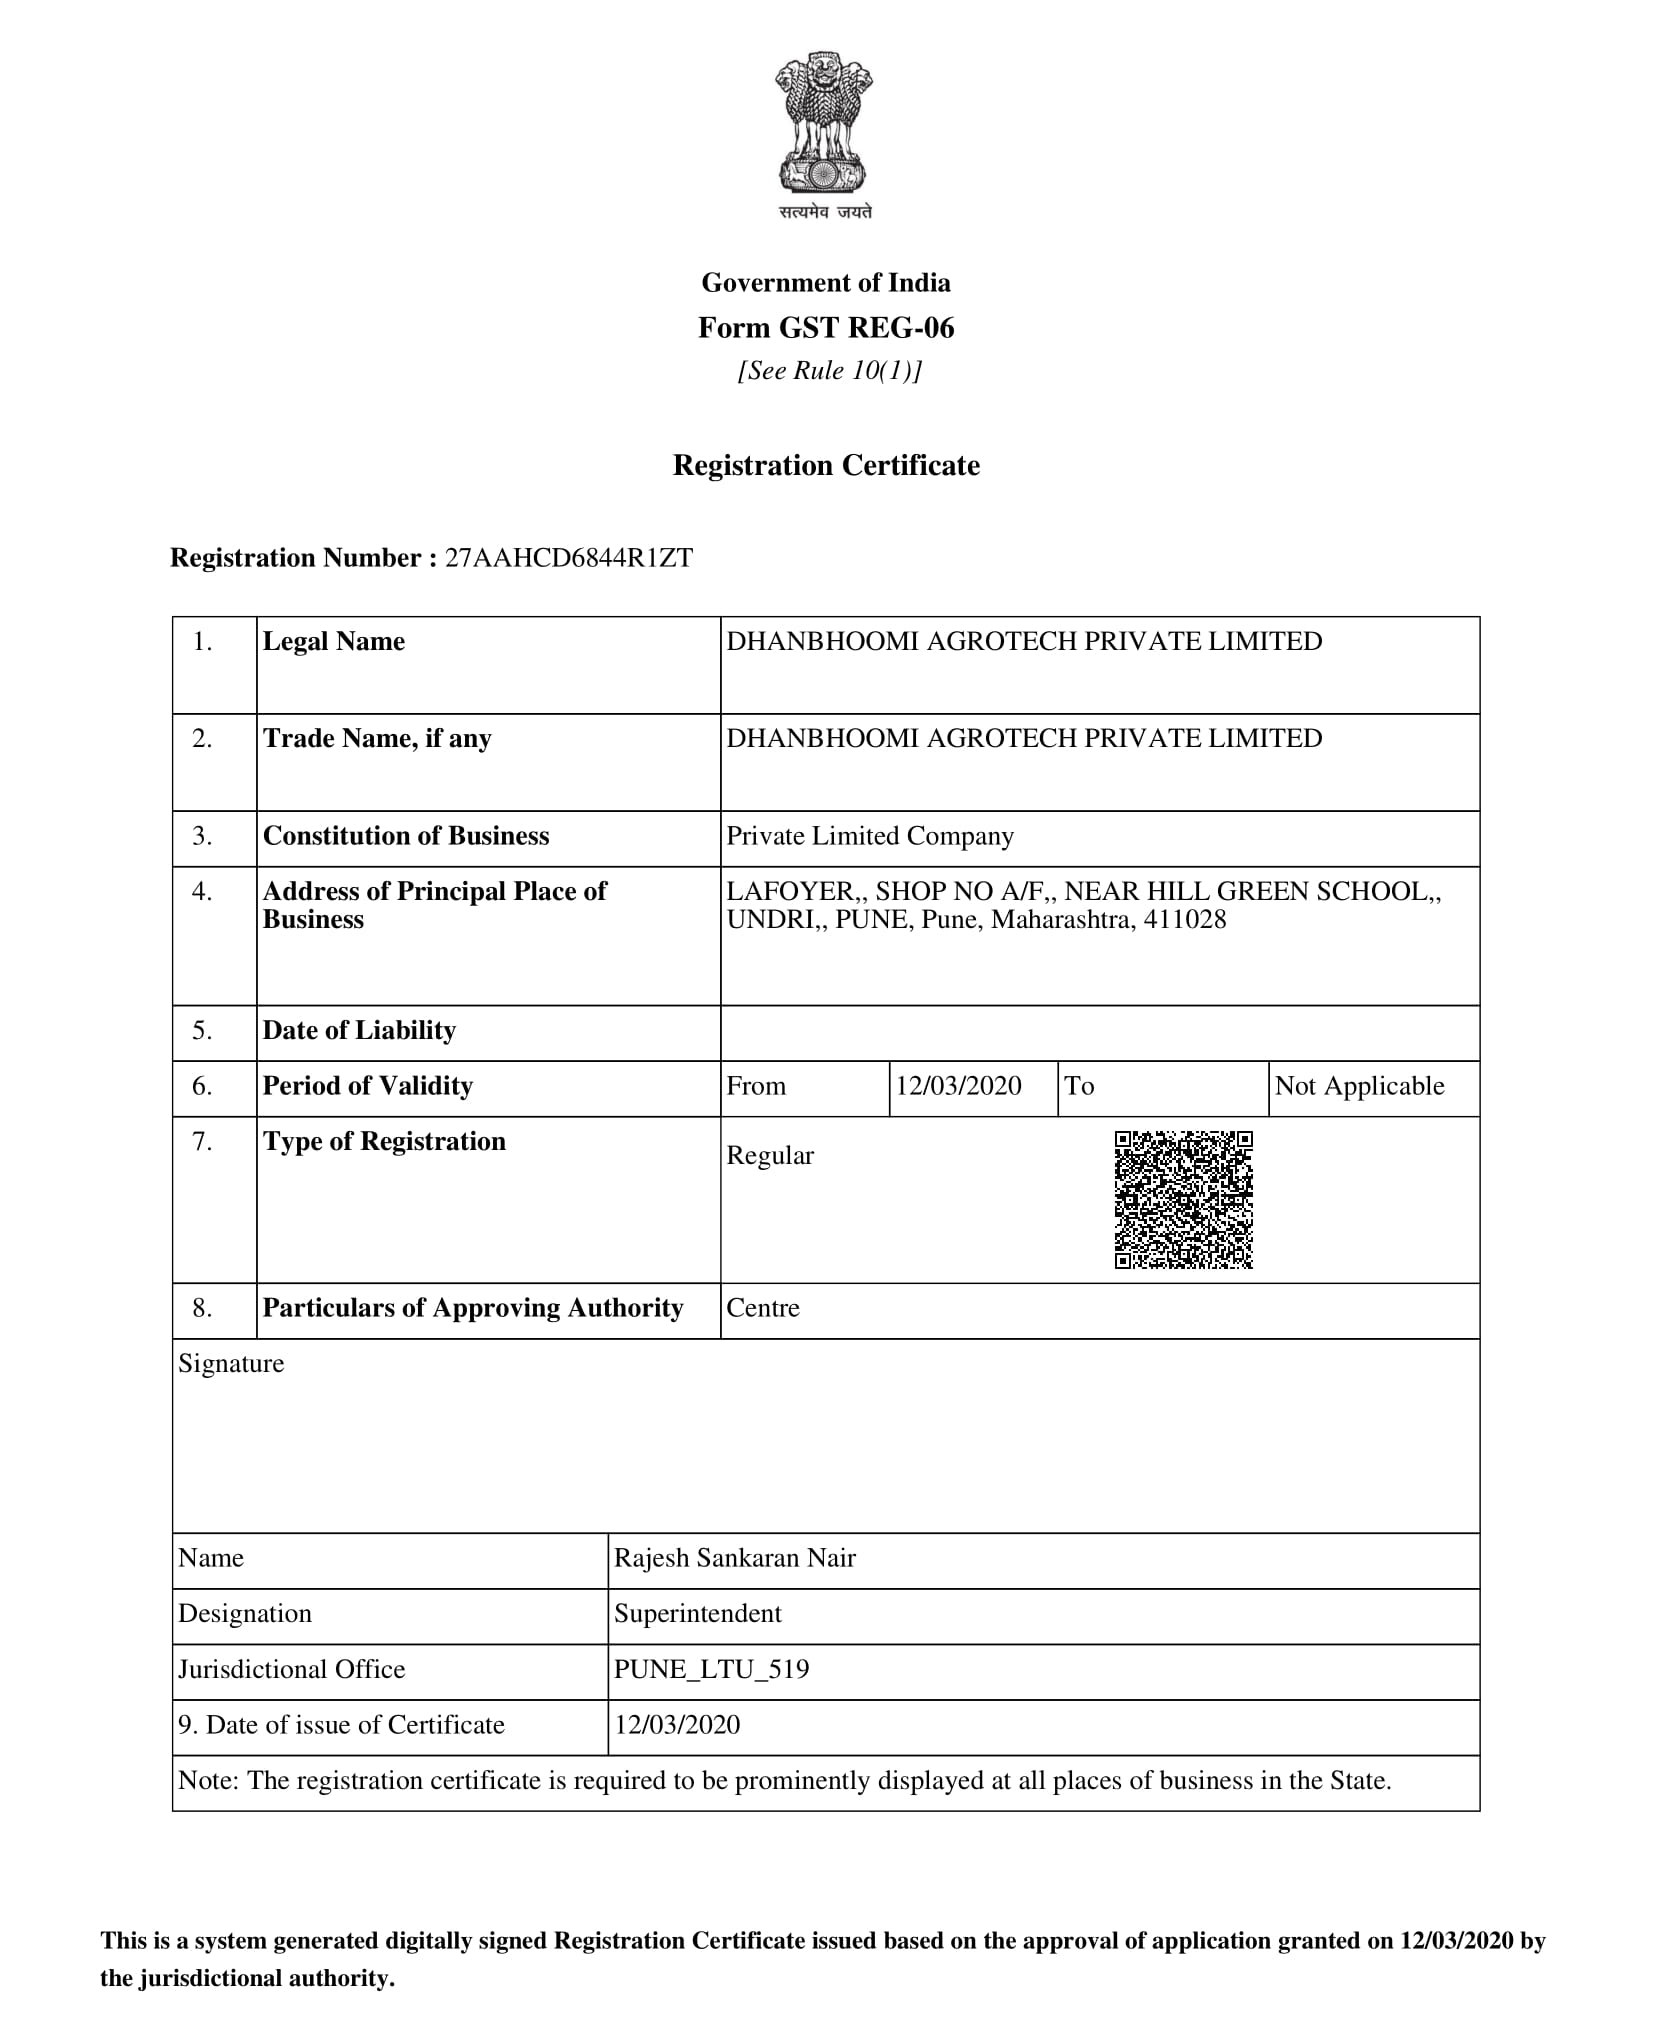 सत्यमेव जयते
Government of India
Form GST REG-06
[See Rule 10(1)]
Registration Certificate
Registration Number : 27AAHCD6844R1ZT
1. Legal Name DHANBHOOMI AGROTECH PRIVATE LIMITED
2. Trade Name, if any DHANBHOOMI AGROTECH PRIVATE LIMITED
3. Constitution of Business Private Limited Company
4. Address of Principal Place of Business LAFOYER,, SHOP NO A/F,, NEAR HILL GREEN SCHOOL,,
UNDRI,, PUNE, Pune, Maharashtra, 411028
5. Date of Liability
6. Period of Validity From 12/03/2020 To Not Applicable
7. Type of Registration Regular
8. Particulars of Approving Authority Centre
Signature
Name Rajesh Sankaran Nair
Designation Superintendent
Jurisdictional Office PUNE_LTU_519
9. Date of issue of Certificate 12/03/2020
Note: The registration certificate is required to be prominently displayed at all places of business in the State.
This is a system generated digitally signed Registration Certificate issued based on the approval of application granted on 12/03/2020 by
the jurisdictional authority.